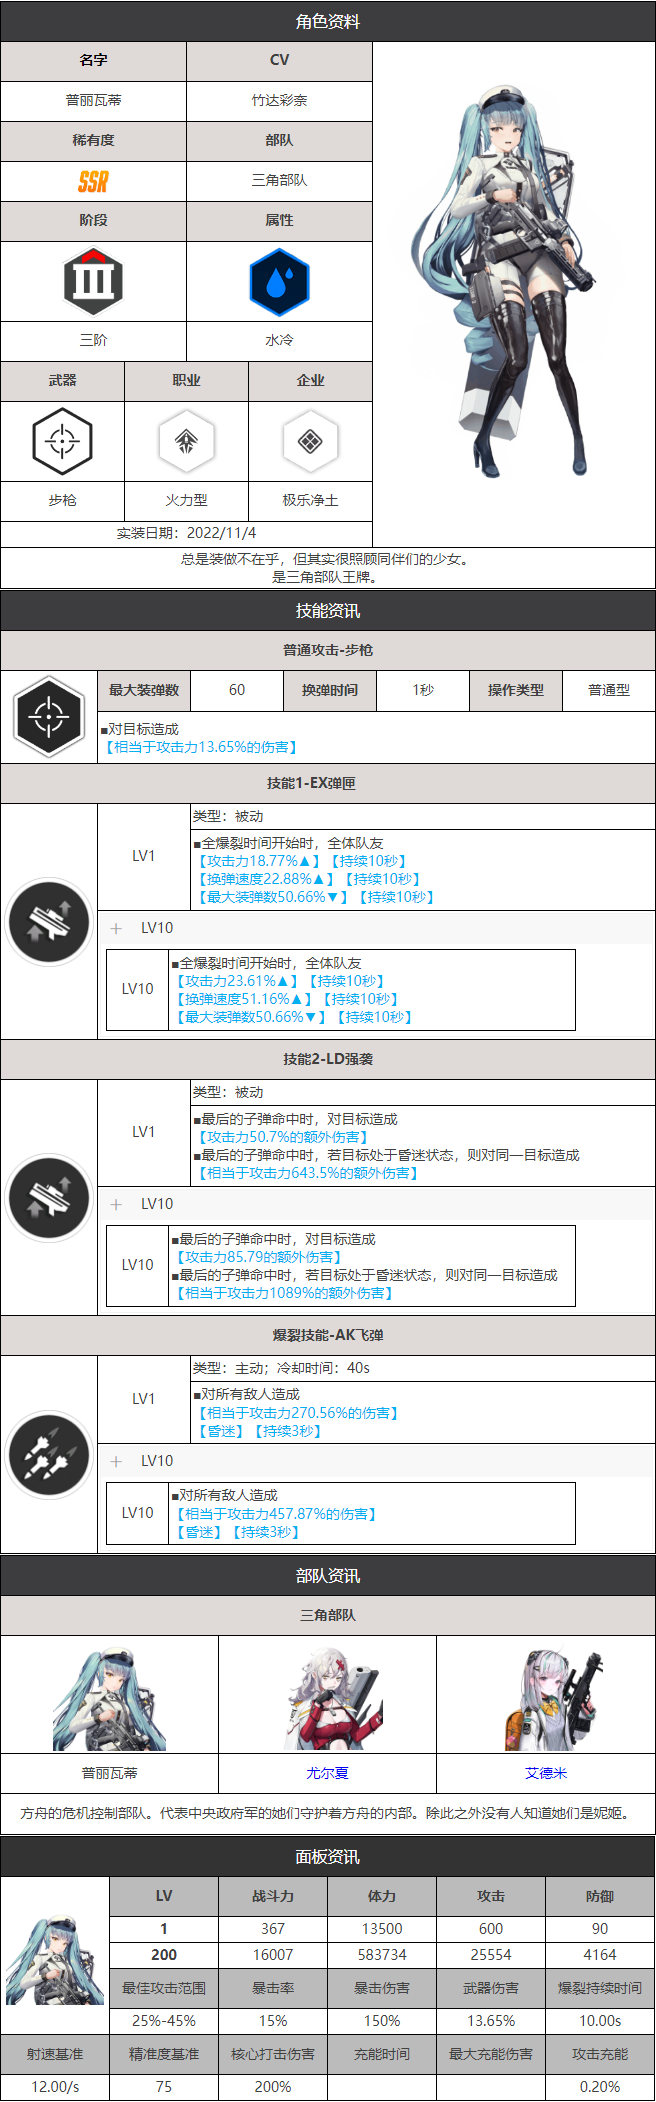 角色资料
名字 CV
普丽瓦蒂 竹达彩奈
稀有度 部队
SSR 三角部队
阶段 属性
三阶 水冷
武器 职业 企业
步枪 火力型 极乐净土
实装日期：2022/11/4
总是装做不在乎，但其实很照顾同伴们的少女。
是三角部队王牌。
技能资讯
普通攻击-步枪
最大装弹数 60 换弹时间 1秒 操作类型 普通型
■对目标造成
【相当于攻击力13.65%的伤害】
技能1-EX弹匣
LV1
类型：被动
■全爆裂时间开始时，全体队友
【攻击力18.77%▲】【持续10秒】
【换弹速度22.88%▲】【持续10秒】
【最大装弹数50.66%▼】【持续10秒】
+ LV10
LV10
■全爆裂时间开始时，全体队友
【攻击力23.61%▲】【持续10秒】
【换弹速度51.16%▲】【持续10秒】
【最大装弹数50.66%▼】【持续10秒】
技能2-LD强袭
LV1
类型：被动
■最后的子弹命中时，对目标造成
【攻击力50.7%的额外伤害】
■最后的子弹命中时，若目标处于昏迷状态，则对同一目标造成
【相当于攻击力643.5%的额外伤害】
+ LV10
LV10
■最后的子弹命中时，对目标造成
【攻击力85.79的额外伤害】
■最后的子弹命中时，若目标处于昏迷状态，则对同一目标造成
【相当于攻击力1089%的额外伤害】
爆裂技能-AK飞弹
LV1
类型：主动；冷却时间：40s
■对所有敌人造成
【相当于攻击力270.56%的伤害】
【昏迷】【持续3秒】
+ LV10
LV10
■对所有敌人造成
【相当于攻击力457.87%的伤害】
【昏迷】【持续3秒】
部队资讯
三角部队
普丽瓦蒂 尤尔夏 艾德米
方舟的危机控制部队。代表中央政府军的她们守护着方舟的内部。除此之外没有人知道她们是妮姬。
面板资讯
LV 战斗力 体力 攻击 防御
1 367 13500 600 90
200 16007 583734 25554 4164
最佳攻击范围 暴击率 暴击伤害 武器伤害 爆裂持续时间
25%-45% 15% 150% 13.65% 10.00s
射速基准 精准度基准 核心打击伤害 充能时间 最大充能伤害 攻击充能
12.00/s 75 200% 0.20%